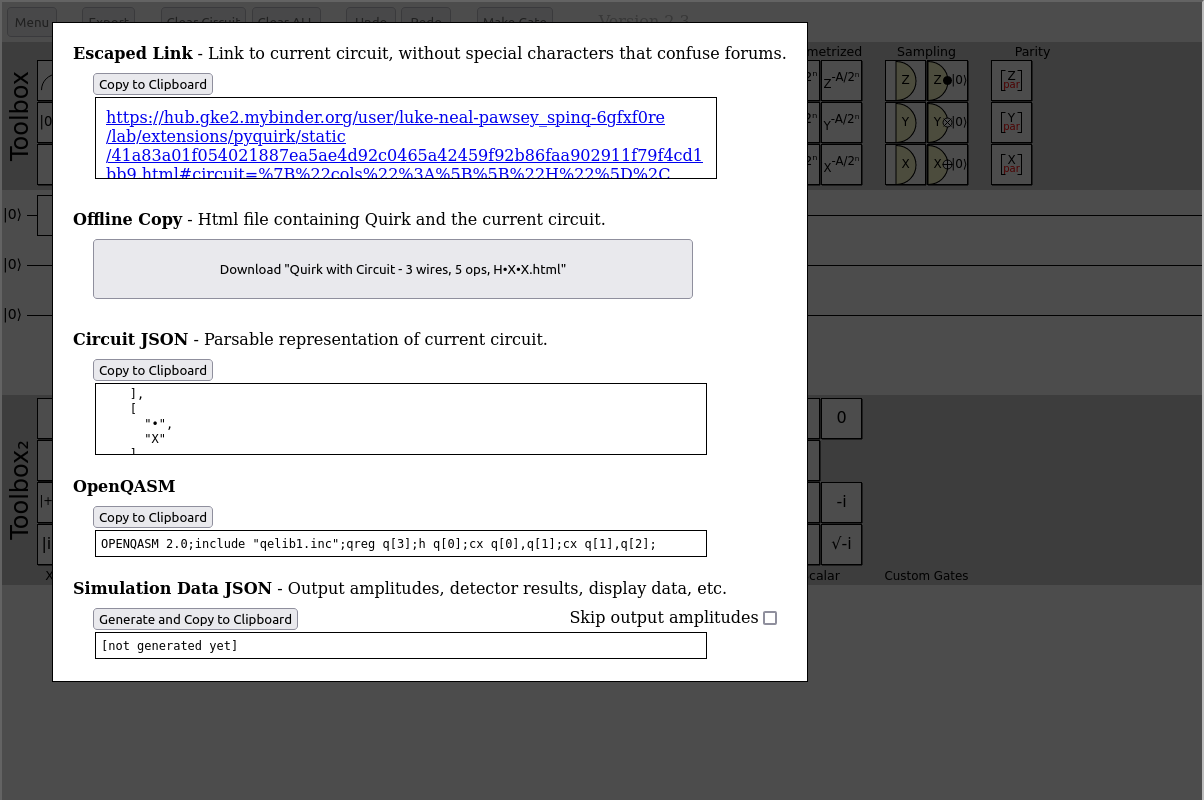 Menu Export Clear Circuit Clear ALL Undo Redo Make Gate Version 2.3
Escaped Link - Link to current circuit, without special characters that confuse forums.
Copy to Clipboard
https://hub.gke2.mybinder.org/user/luke-neal-pawsey_spinq-6gfxf0re
/lab/extensions/pyquirk/static
/41a83a01f054021887ea5ae4d92c0465a42459f92b86faa902911f79f4cd1
bb9.html#circuit=%7B%22cols%22%3A%5B%5B%22H%22%5D%2C
Offline Copy - Html file containing Quirk and the current circuit.
Download "Quirk with Circuit - 3 wires, 5 ops, H•X•X.html"
Circuit JSON - Parsable representation of current circuit.
Copy to Clipboard
],
[
"•",
"X"
]
OpenQASM
Copy to Clipboard
OPENQASM 2.0;include "qelib1.inc";qreg q[3];h q[0];cx q[0],q[1];cx q[1],q[2];
Simulation Data JSON - Output amplitudes, detector results, display data, etc.
Generate and Copy to Clipboard
Skip output amplitudes
[not generated yet]
Toolbox
metrized
Sampling
Parity
Z^-A/2ⁿ
Z
Z
|0⟩
Z
par
Y^-A/2ⁿ
Y
Y
|0⟩
Y
par
X^-A/2ⁿ
X
X
|0⟩
X
par
|0⟩
|0⟩
|0⟩
Toolbox₂
0
-i
√-i
calar
Custom Gates